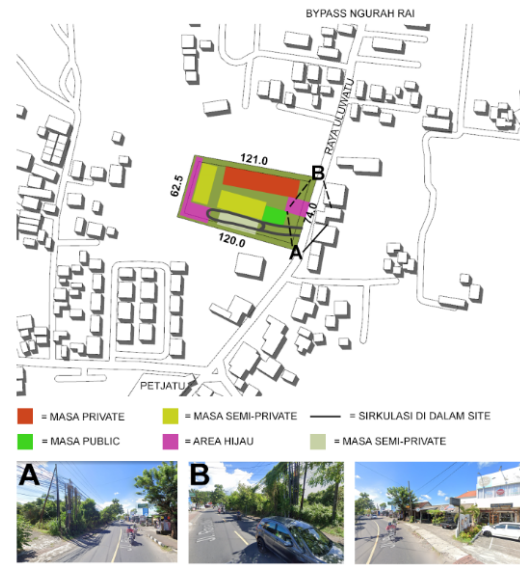 BYPASS NGURAH RAI
RAYA ULUWATU
121.0
B
62.5
74.0
120.0
A
PETJATU
= MASA PRIVATE
= MASA SEMI-PRIVATE
= SIRKULASI DI DALAM SITE
= MASA PUBLIC
= AREA HIJAU
= MASA SEMI-PRIVATE
A
B